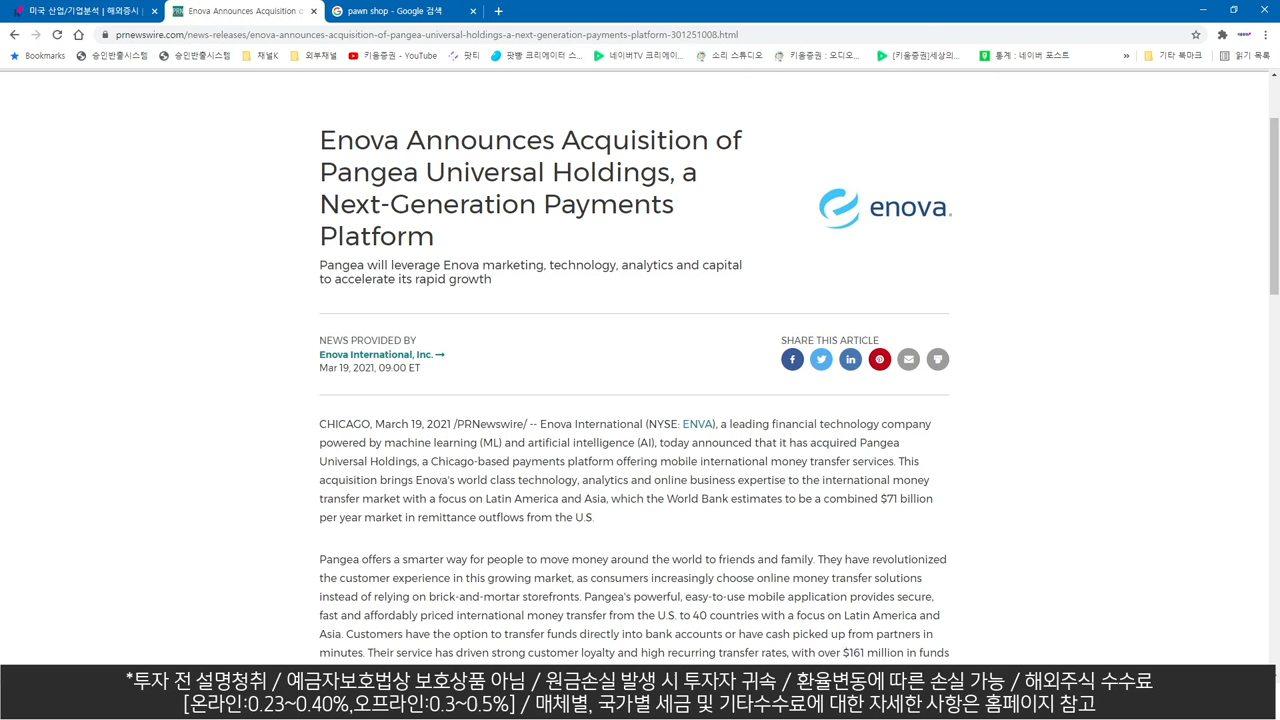 미국 산업/기업분석 | 해외증시
Enova Announces Acquisition o
pawn shop - Google 검색
prnewswire.com/news-releases/enova-announces-acquisition-of-pangea-universal-holdings-a-next-generation-payments-platform-301251008.html
Bookmarks 승인반출시스템 승인반출시스템 채널K 외부채널 키움증권 - YouTube 팟티 팟빵 크리에이터 스... 네이버TV 크리에이... 소리 스튜디오 키움증권 : 오디오... [키움증권]세상의... 통계 : 네이버 포스트 » 기타 북마크 읽기 목록
Enova Announces Acquisition of
Pangea Universal Holdings, a
Next-Generation Payments
Platform
enova.
Pangea will leverage Enova marketing, technology, analytics and capital
to accelerate its rapid growth
NEWS PROVIDED BY
Enova International, Inc. →
Mar 19, 2021, 09:00 ET
SHARE THIS ARTICLE
CHICAGO, March 19, 2021 /PRNewswire/ -- Enova International (NYSE: ENVA), a leading financial technology company
powered by machine learning (ML) and artificial intelligence (AI), today announced that it has acquired Pangea
Universal Holdings, a Chicago-based payments platform offering mobile international money transfer services. This
acquisition brings Enova's world class technology, analytics and online business expertise to the international money
transfer market with a focus on Latin America and Asia, which the World Bank estimates to be a combined $71 billion
per year market in remittance outflows from the U.S.
Pangea offers a smarter way for people to move money around the world to friends and family. They have revolutionized
the customer experience in this growing market, as consumers increasingly choose online money transfer solutions
instead of relying on brick-and-mortar storefronts. Pangea's powerful, easy-to-use mobile application provides secure,
fast and affordably priced international money transfer from the U.S. to 40 countries with a focus on Latin America and
Asia. Customers have the option to transfer funds directly into bank accounts or have cash picked up from partners in
minutes. Their service has driven strong customer loyalty and high recurring transfer rates, with over $161 million in funds
*투자 전 설명청취 / 예금자보호법상 보호상품 아님 / 원금손실 발생 시 투자자 귀속 / 환율변동에 따른 손실 가능 / 해외주식 수수료
[온라인:0.23~0.40%,오프라인:0.3~0.5%] / 매체별, 국가별 세금 및 기타수수료에 대한 자세한 사항은 홈페이지 참고